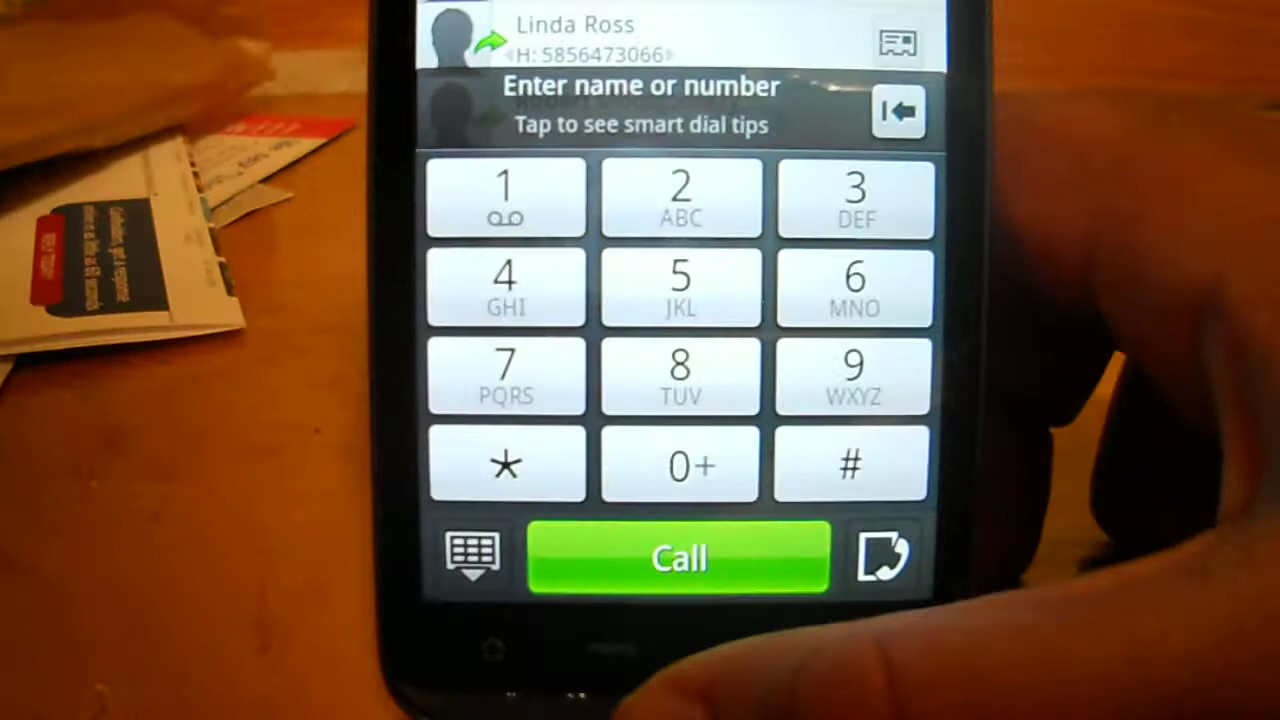 Linda Ross
H: 5856473066
Enter name or number
Tap to see smart dial tips
1
2
ABC
3
DEF
4
GHI
5
JKL
6
MNO
7
PQRS
8
TUV
9
WXYZ
*
0+
#
Call